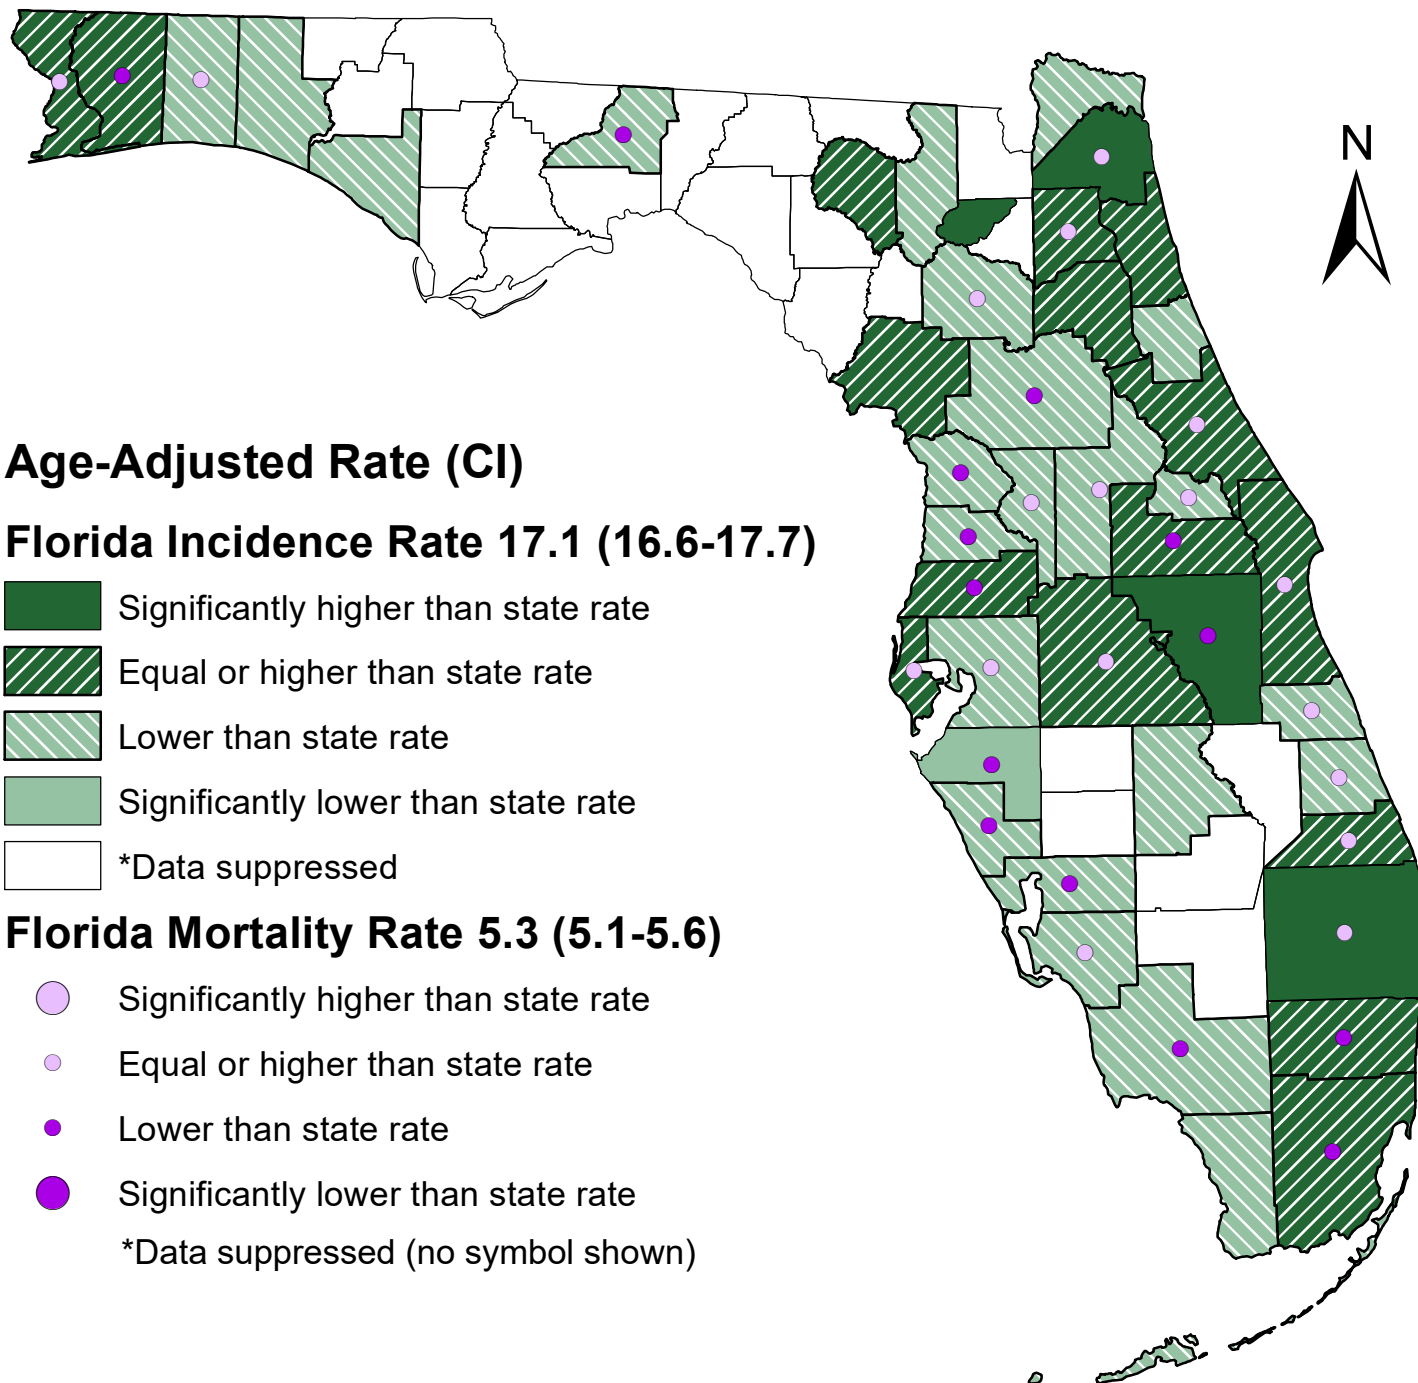 N
Age-Adjusted Rate (CI)
Florida Incidence Rate 17.1 (16.6-17.7)
Significantly higher than state rate
Equal or higher than state rate
Lower than state rate
Significantly lower than state rate
*Data suppressed
Florida Mortality Rate 5.3 (5.1-5.6)
Significantly higher than state rate
Equal or higher than state rate
Lower than state rate
Significantly lower than state rate
*Data suppressed (no symbol shown)